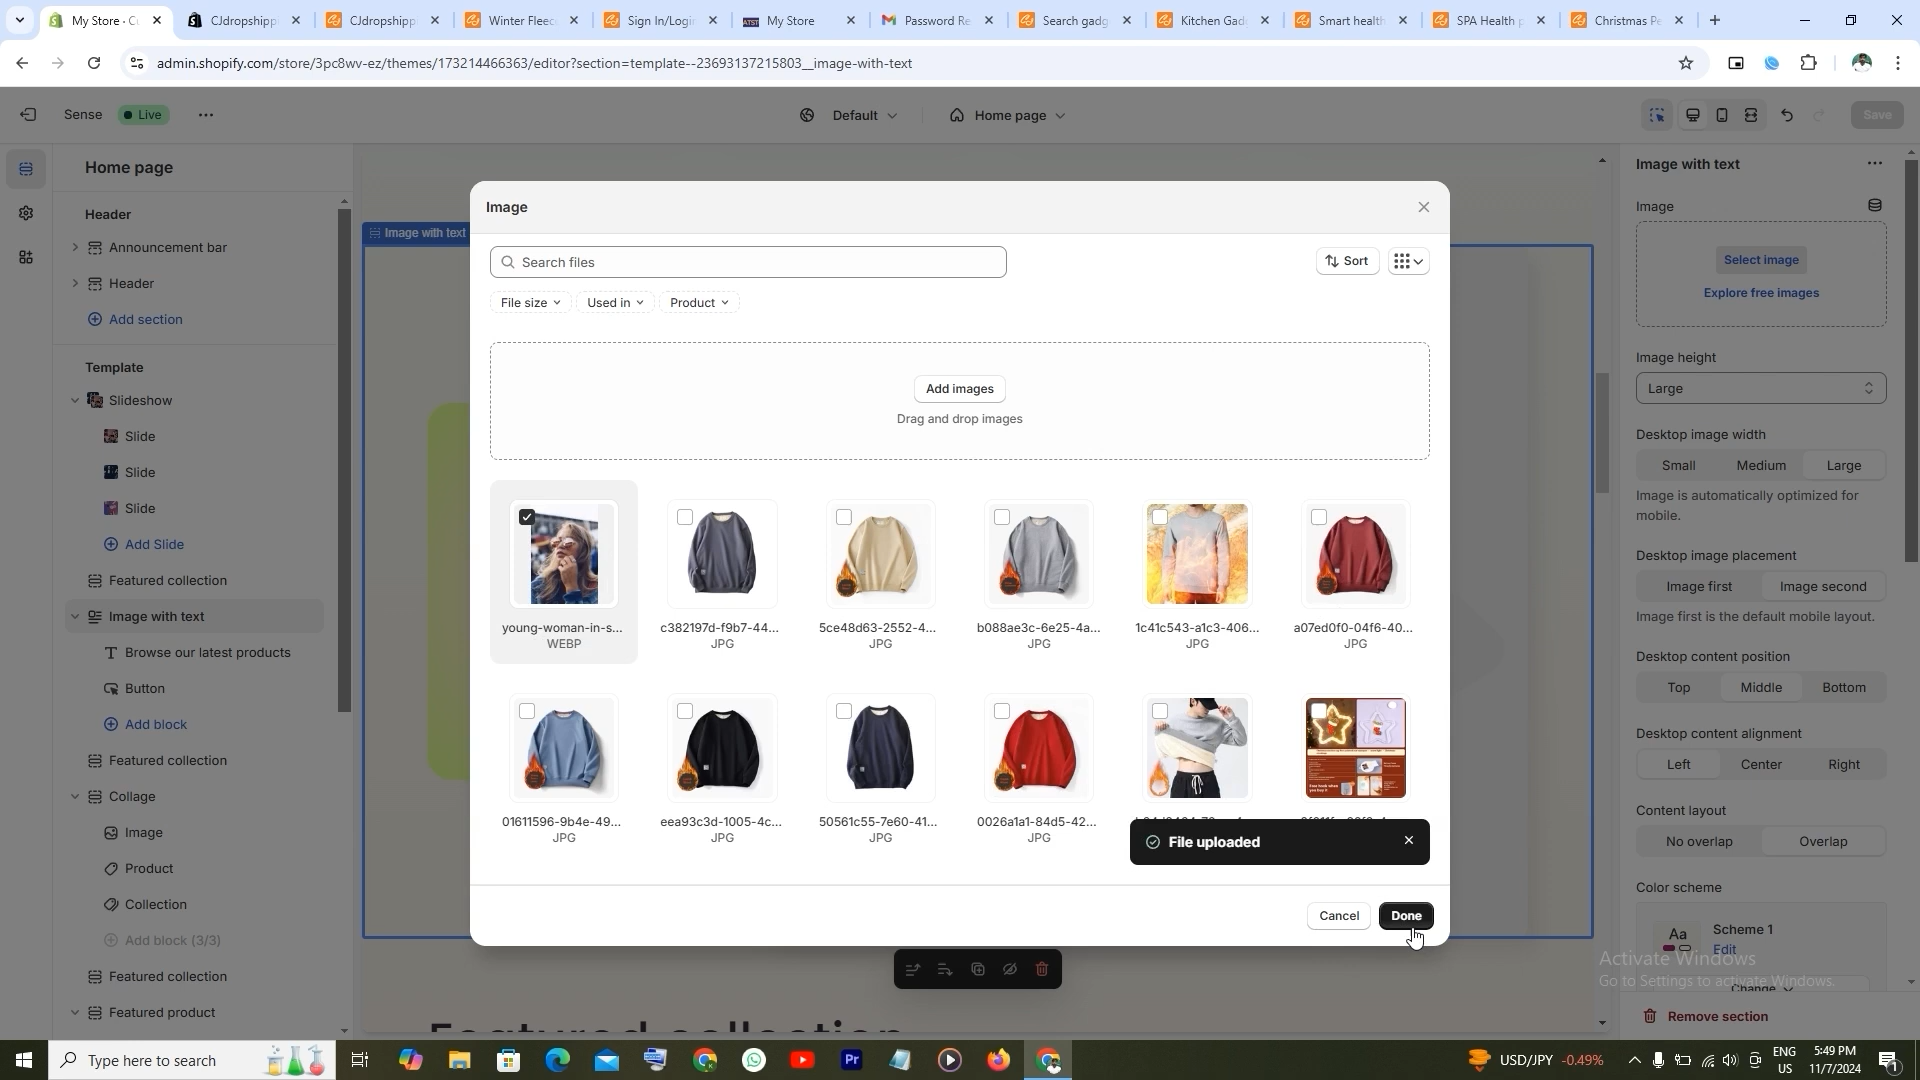 My Store · Cu
CJdropshippi
CJdropshippi
Winter Fleec
Sign In/Login
My Store
Password Re
Search gadg
Kitchen Gad
Smart health
SPA Health p
Christmas Pe
admin.shopify.com/store/3pc8wv-ez/themes/173214466363/editor?section=template--23693137215803__image-with-text
Sense
Live
Default
Home page
Save
Home page
Header
Announcement bar
Header
Add section
Template
Slideshow
Slide
Slide
Slide
Add Slide
Featured collection
Image with text
Browse our latest products
Button
Add block
Featured collection
Collage
Image
Product
Collection
Add block (3/3)
Featured collection
Featured product
Image with text
Image
Search files
Sort
File size
Used in
Product
Add images
Drag and drop images
young-woman-in-s...
WEBP
c382197d-f9b7-44...
JPG
5ce48d63-2552-4...
JPG
b088ae3c-6e25-4a...
JPG
1c41c543-a1c3-406...
JPG
a07ed0f0-04f6-40...
JPG
01611596-9b4e-49...
JPG
eea93c3d-1005-4c...
JPG
50561c55-7e60-41...
JPG
0026a1a1-84d5-42...
JPG
File uploaded
Cancel
Done
Featured collection
Image with text
Image
Select image
Explore free images
Image height
Large
Desktop image width
Small
Medium
Large
Image is automatically optimized for
mobile.
Desktop image placement
Image first
Image second
Image first is the default mobile layout.
Desktop content position
Top
Middle
Bottom
Desktop content alignment
Left
Center
Right
Content layout
No overlap
Overlap
Color scheme
Aa
Scheme 1
Edit
Change
Remove section
Activate Windows
Go to Settings to activate Windows.
Type here to search
USD/JPY -0.49%
ENG
US
5:49 PM
11/7/2024
1